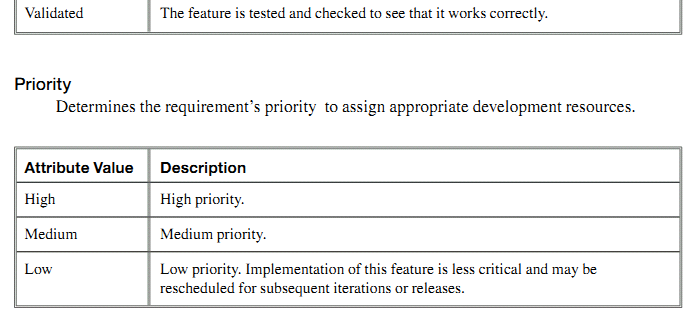 Validated The feature is tested and checked to see that it works correctly.
Priority
Determines the requirement’s priority to assign appropriate development resources.
Attribute Value Description
High High priority.
Medium Medium priority.
Low Low priority. Implementation of this feature is less critical and may be
rescheduled for subsequent iterations or releases.